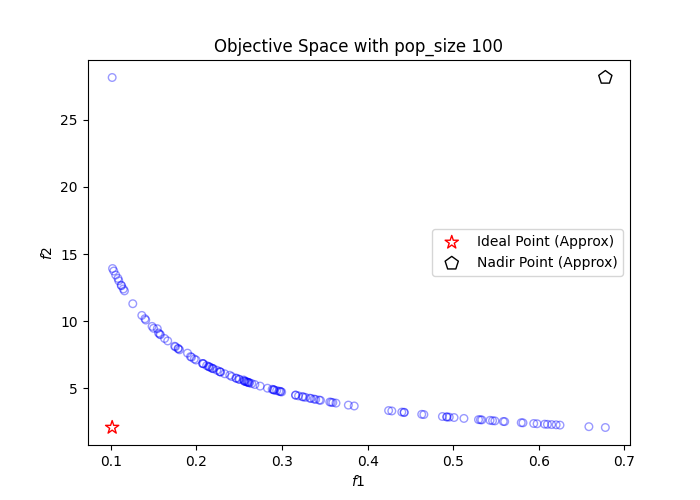 Objective Space with pop_size 100
f2
25
20
15
10
5
Ideal Point (Approx)
Nadir Point (Approx)
0.1 0.2 0.3 0.4 0.5 0.6 0.7
f1